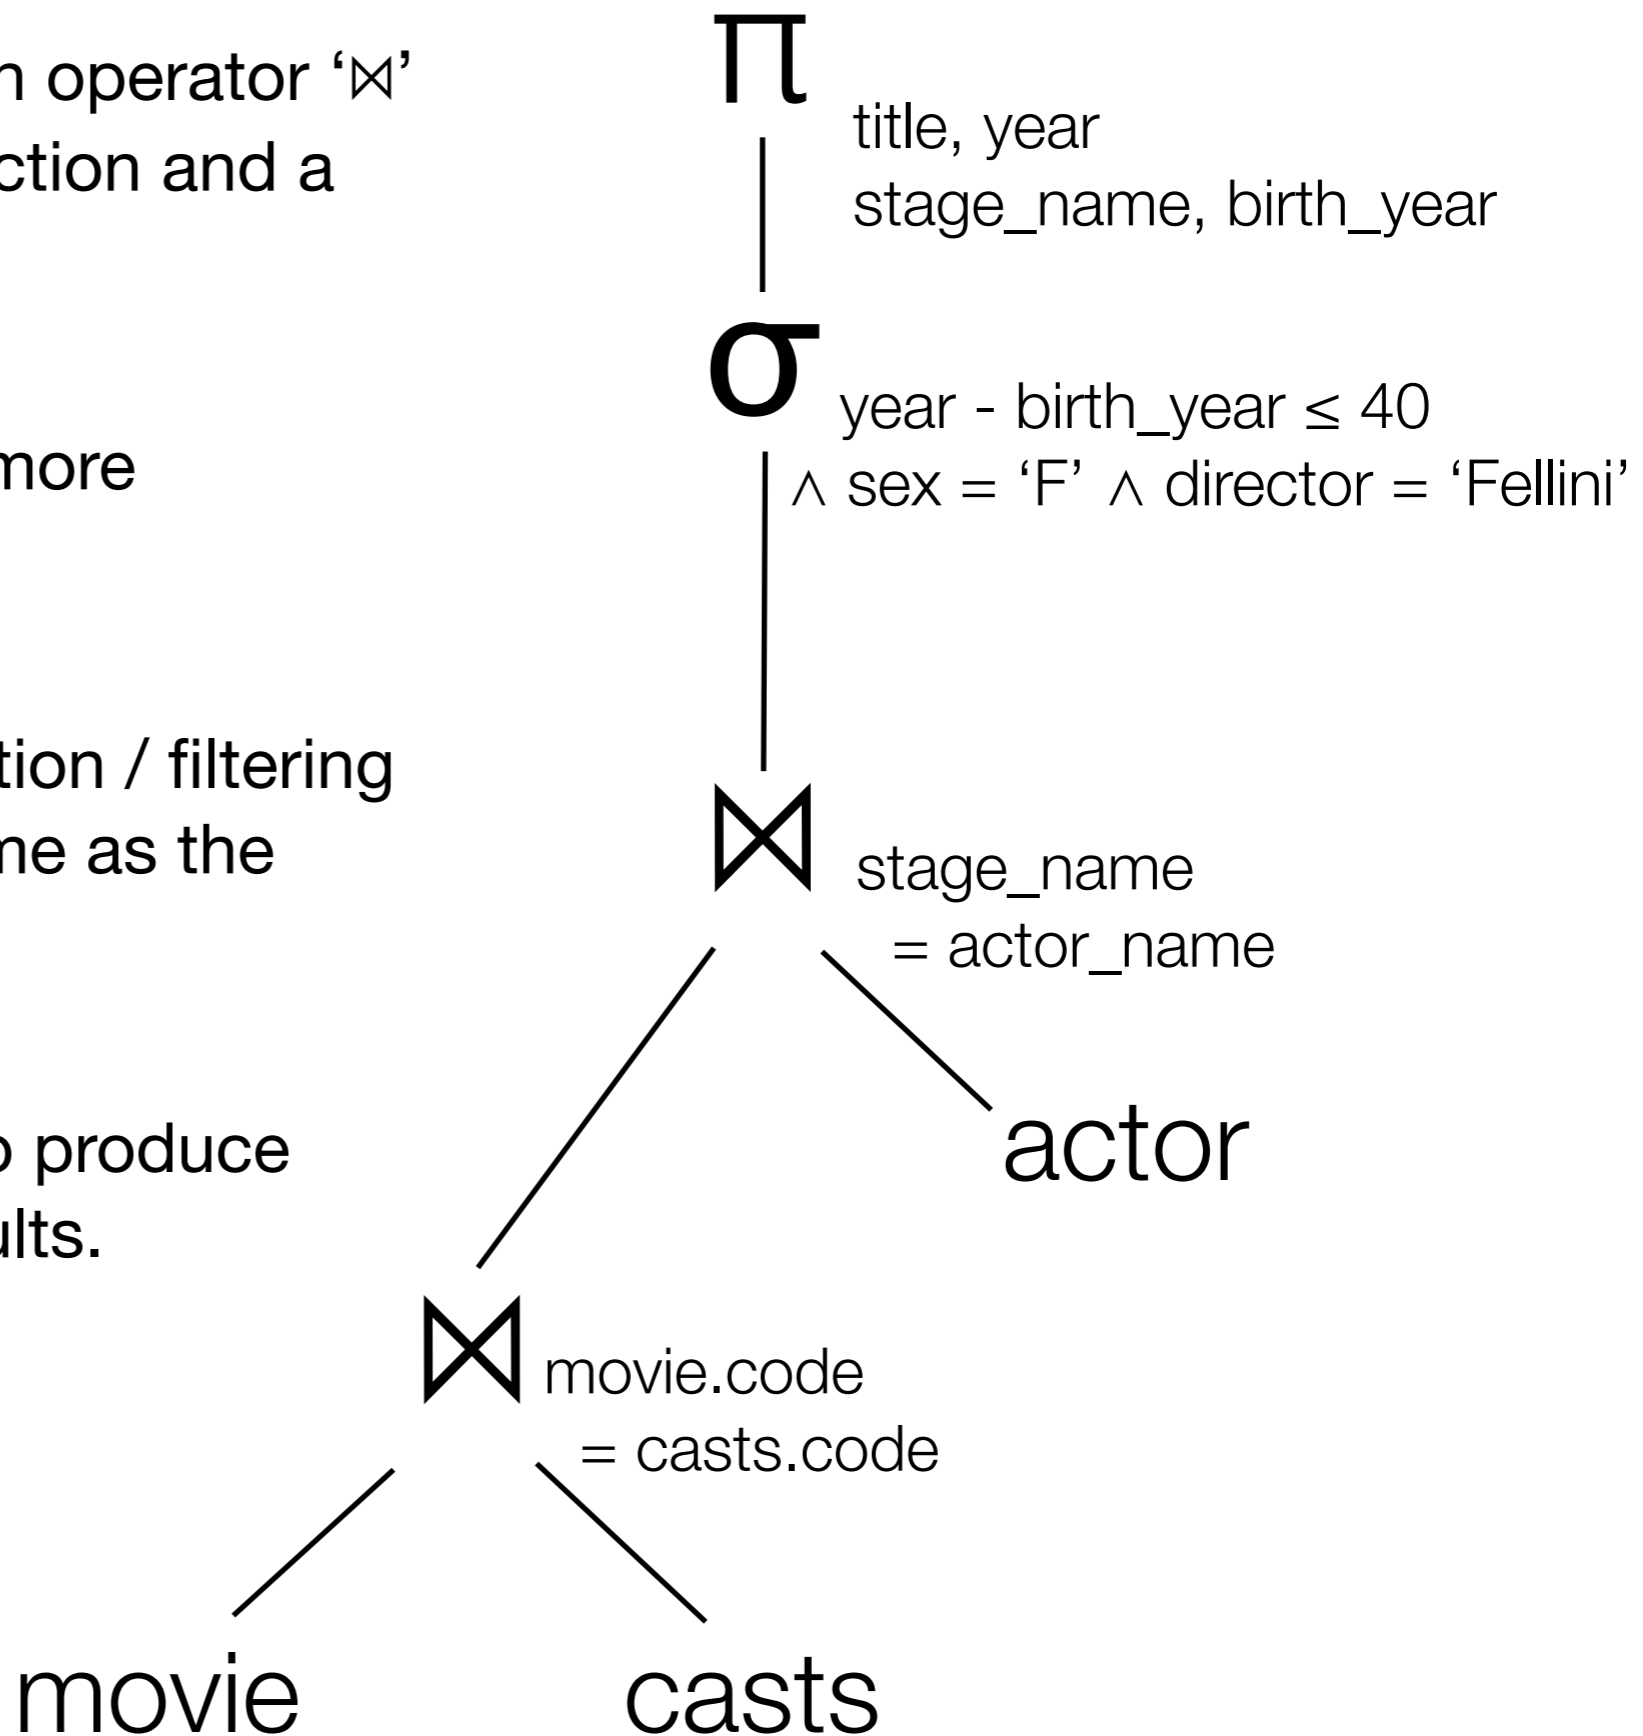 n operator ‘⋈’
ction and a
more
tion / filtering
me as the
o produce
ults.
π
title, year
stage_name, birth_year
σ
year - birth_year ≤ 40
∧ sex = ‘F’ ∧ director = ‘Fellini’
⋈
stage_name
= actor_name
actor
⋈
movie.code
= casts.code
movie
casts